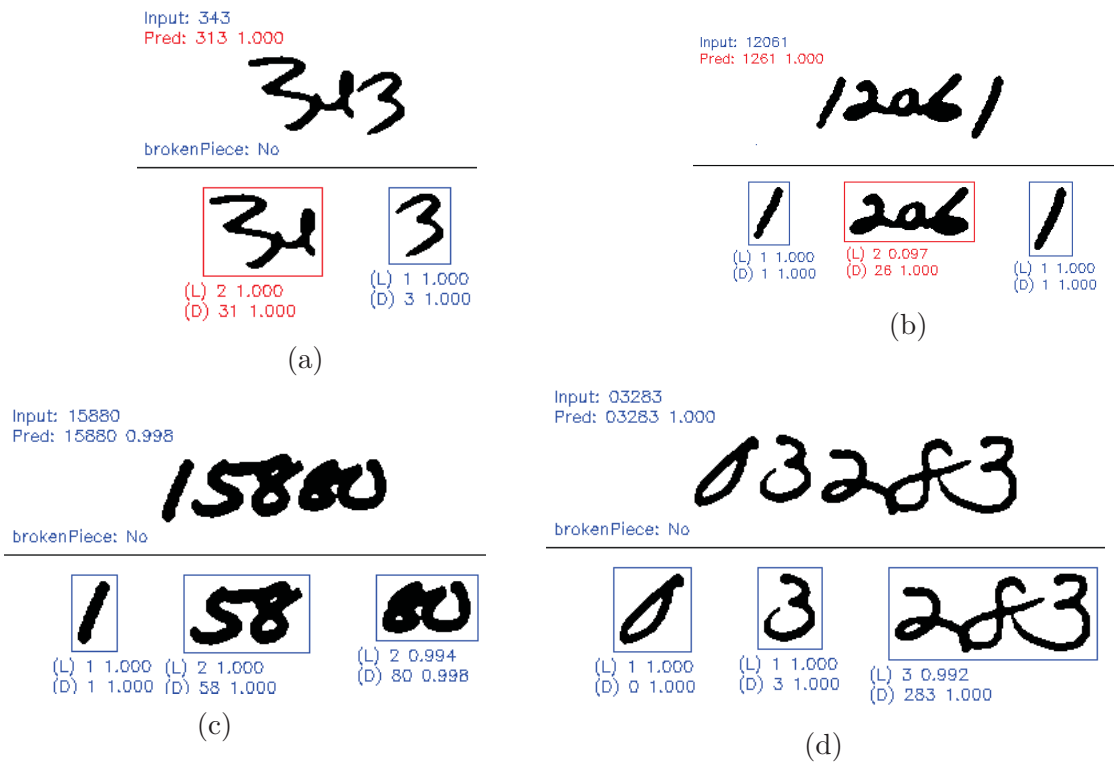 Input: 343
Pred: 313 1.000
343
brokenPiece: No
34
3
(L) 2 1.000
(D) 31 1.000
(L) 1 1.000
(D) 3 1.000
(a)
Input: 12061
Pred: 1261 1.000
12061
1
206
1
(L) 1 1.000
(D) 1 1.000
(L) 2 0.097
(D) 26 1.000
(L) 1 1.000
(D) 1 1.000
(b)
Input: 15880
Pred: 15880 0.998
15880
brokenPiece: No
1
58
80
(L) 1 1.000
(D) 1 1.000
(L) 2 1.000
(D) 58 1.000
(L) 2 0.994
(D) 80 0.998
(c)
Input: 03283
Pred: 03283 1.000
03283
brokenPiece: No
0
3
283
(L) 1 1.000
(D) 0 1.000
(L) 1 1.000
(D) 3 1.000
(L) 3 0.992
(D) 283 1.000
(d)